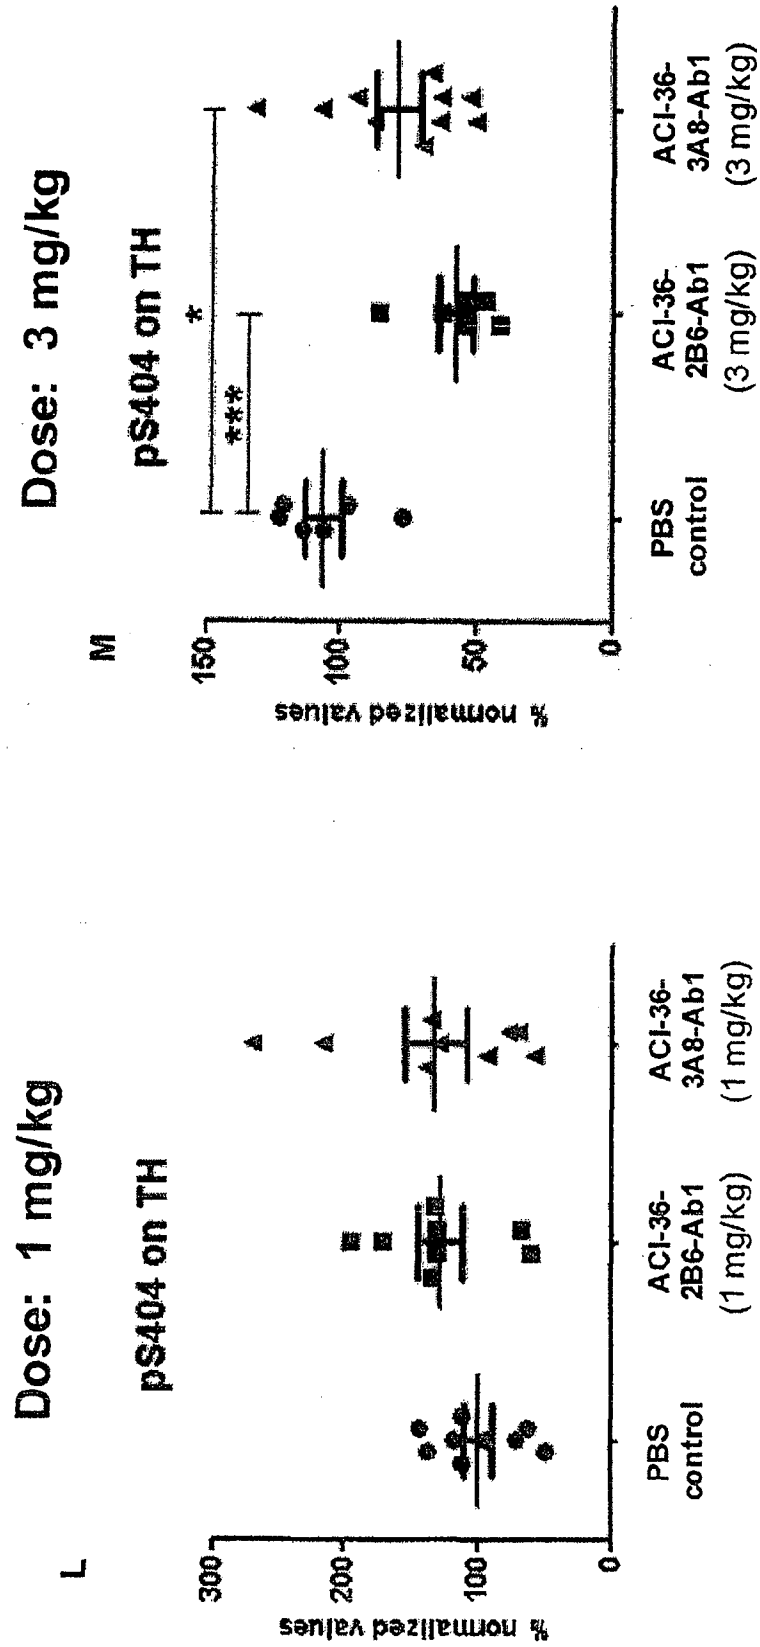 L
Dose: 1 mg/kg
pS404 on TH
% normalized values
300
200
100
0
PBS
control
ACI-36-
2B6-Ab1
(1 mg/kg)
ACI-36-
3A8-Ab1
(1 mg/kg)
M
Dose: 3 mg/kg
pS404 on TH
*
***
% normalized values
150
100
50
0
PBS
control
ACI-36-
2B6-Ab1
(3 mg/kg)
ACI-36-
3A8-Ab1
(3 mg/kg)